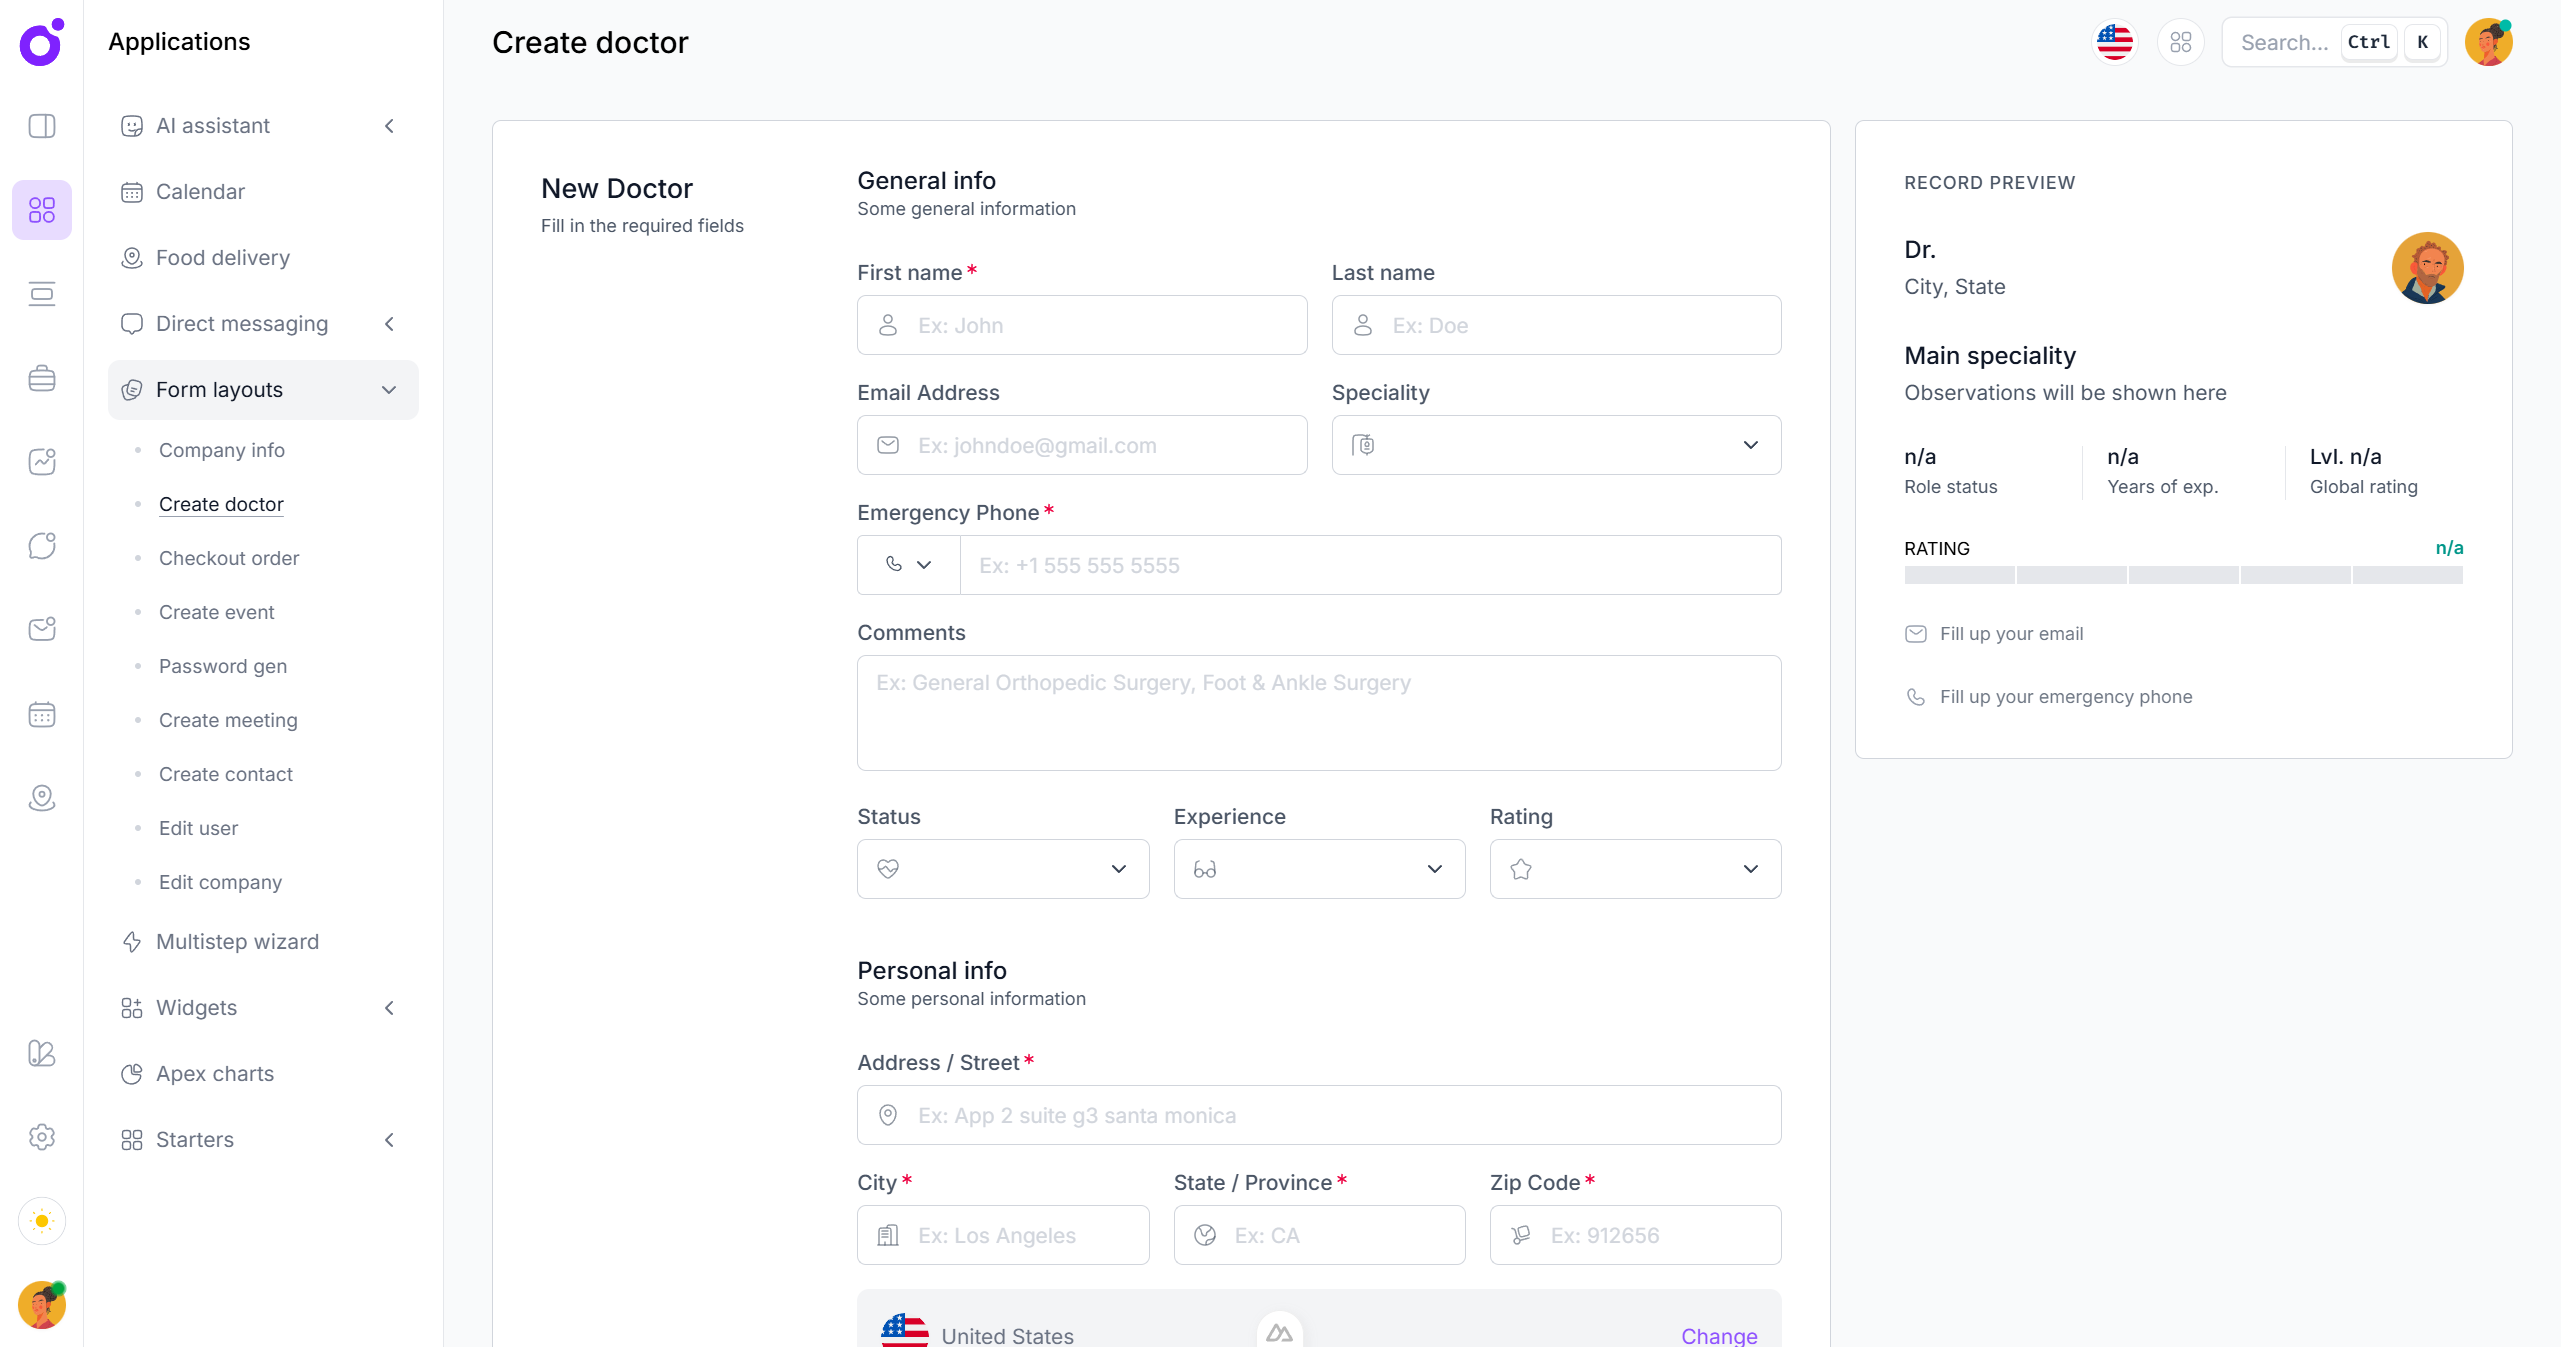 Applications
AI assistant
Calendar
Food delivery
Direct messaging
Form layouts
Company info
Create doctor
Checkout order
Create event
Password gen
Create meeting
Create contact
Edit user
Edit company
Multistep wizard
Widgets
Apex charts
Starters
Create doctor
Search... Ctrl K
New Doctor
Fill in the required fields
General info
Some general information
First name* Last name
Ex: John Ex: Doe
Email Address Speciality
Ex: johndoe@gmail.com
Emergency Phone*
Ex: +1 555 555 5555
Comments
Ex: General Orthopedic Surgery, Foot & Ankle Surgery
Status Experience Rating
Personal info
Some personal information
Address / Street*
Ex: App 2 suite g3 santa monica
City* State / Province* Zip Code*
Ex: Los Angeles Ex: CA Ex: 912656
United States Change
RECORD PREVIEW
Dr.
City, State
Main speciality
Observations will be shown here
n/a n/a Lvl. n/a
Role status Years of exp. Global rating
RATING n/a
Fill up your email
Fill up your emergency phone